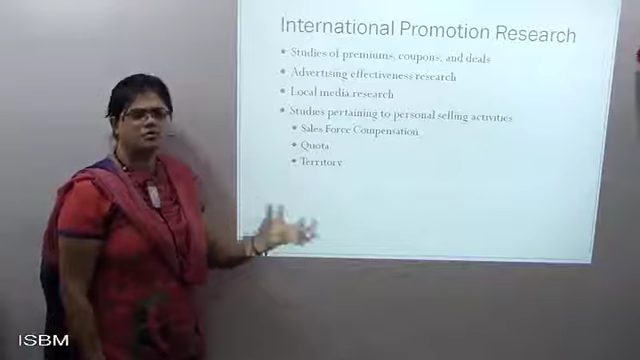 International Promotion Research
• Studies of premiums, coupons, and deals
• Advertising effectiveness research
• Local media research
• Studies pertaining to personal selling activities
• Sales Force Compensation
• Quota
• Territory
ISBM